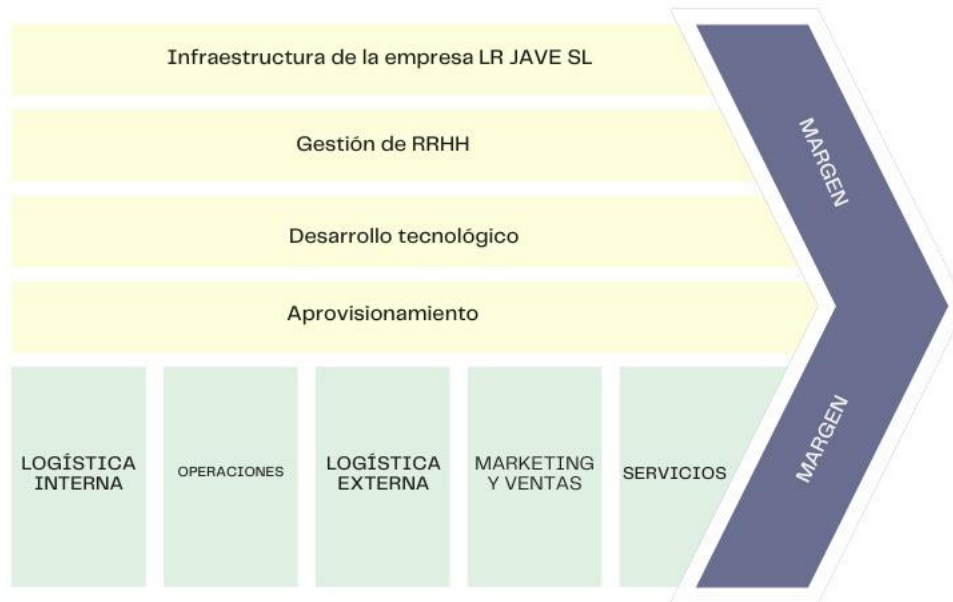 Infraestructura de la empresa LR JAVE SL
Gestión de RRHH
Desarrollo tecnológico
Aprovisionamiento
LOGÍSTICA
INTERNA
OPERACIONES
LOGÍSTICA
EXTERNA
MARKETING
Y VENTAS
SERVICIOS
MARGEN
MARGEN